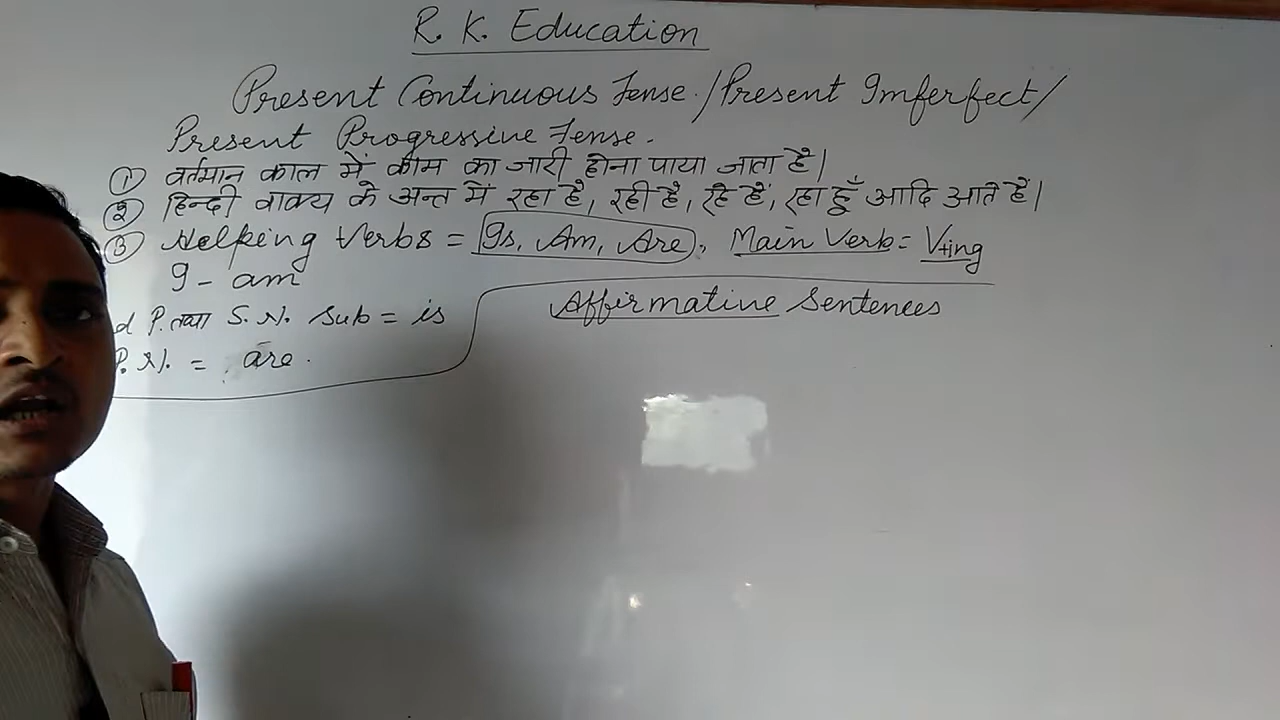 R. K. Education
Present Continuous Tense. / Present Imferfect /
Present Progressive Tense.
① वर्तमान काल में काम का जारी होना पाया जाता है।
② हिन्दी वाक्य के अन्त में रहा है, रही है, रहे हैं, रहा हूँ आदि आते हैं।
③ Helping Verbs = Is, Am, Are, Main Verb = V+ing
I - am
d P. तथा S. N. Sub = is
P. N. = are.
Affirmative Sentences